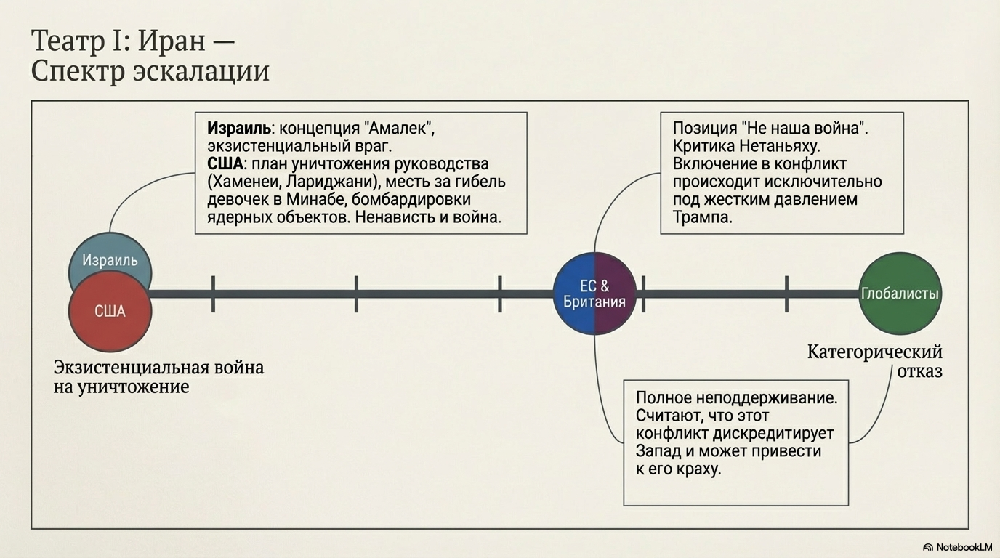 Театр I: Иран —
Спектр эскалации
Израиль: концепция "Амалек",
экзистенциальный враг.
США: план уничтожения руководства
(Хаменеи, Лариджани), месть за гибель
девочек в Минабе, бомбардировки
ядерных объектов. Ненависть и война.
Позиция "Не наша война".
Критика Нетаньяху.
Включение в конфликт
происходит исключительно
под жестким давлением
Трампа.
Израиль
США
ЕС &
Британия
Глобалисты
Экзистенциальная война
на уничтожение
Категорический
отказ
Полное неподдерживание.
Считают, что этот
конфликт дискредитирует
Запад и может привести
к его краху.
NotebookLM